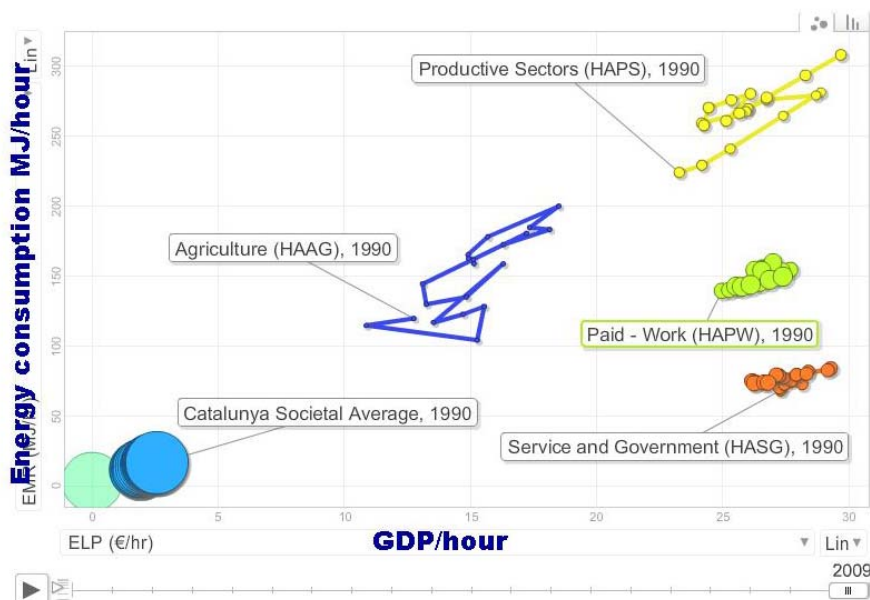 Lin
Energy consumption MJ/hour
300
250
200
150
100
50
0
Productive Sectors (HAPS), 1990
Agriculture (HAAG), 1990
Paid - Work (HAPW), 1990
Catalunya Societal Average, 1990
Service and Government (HASG), 1990
0 5 10 15 20 25 30
ELP (€/hr)
GDP/hour
Lin
2009